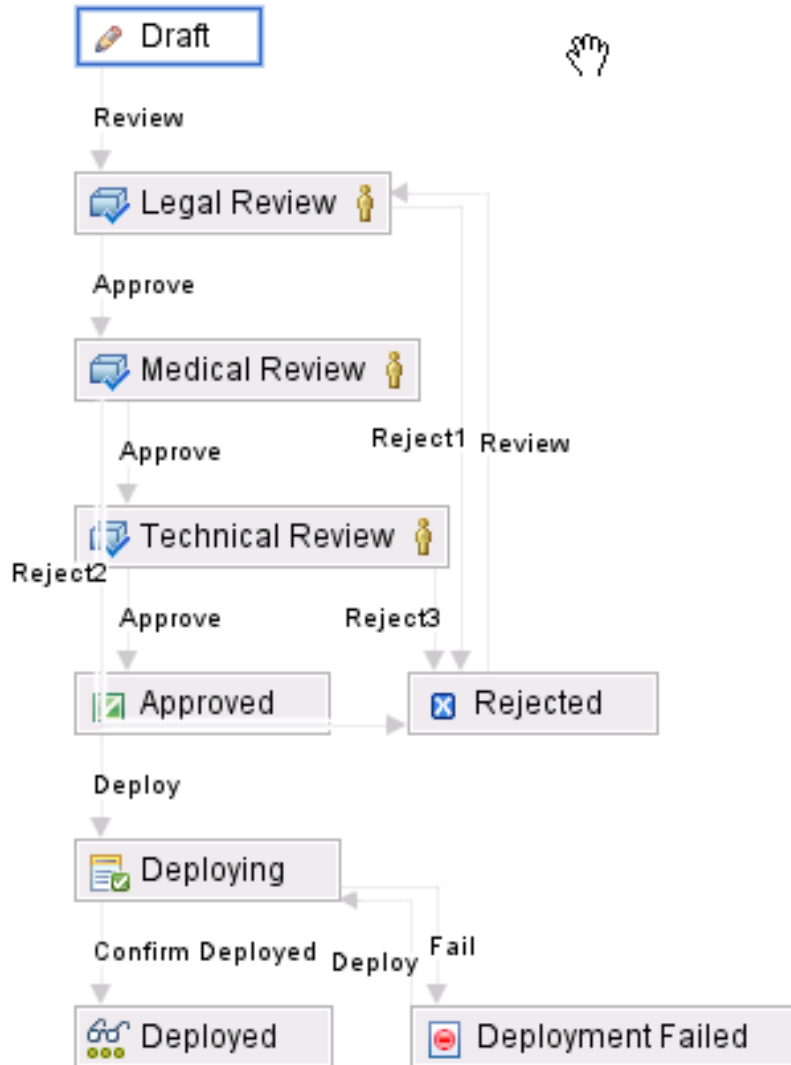 Draft
Review
Legal Review
Approve
Medical Review
Reject1 Review
Approve
Technical Review
Reject2
Approve Reject3
Approved Rejected
Deploy
Deploying
Confirm Deployed Deploy Fail
Deployed Deployment Failed